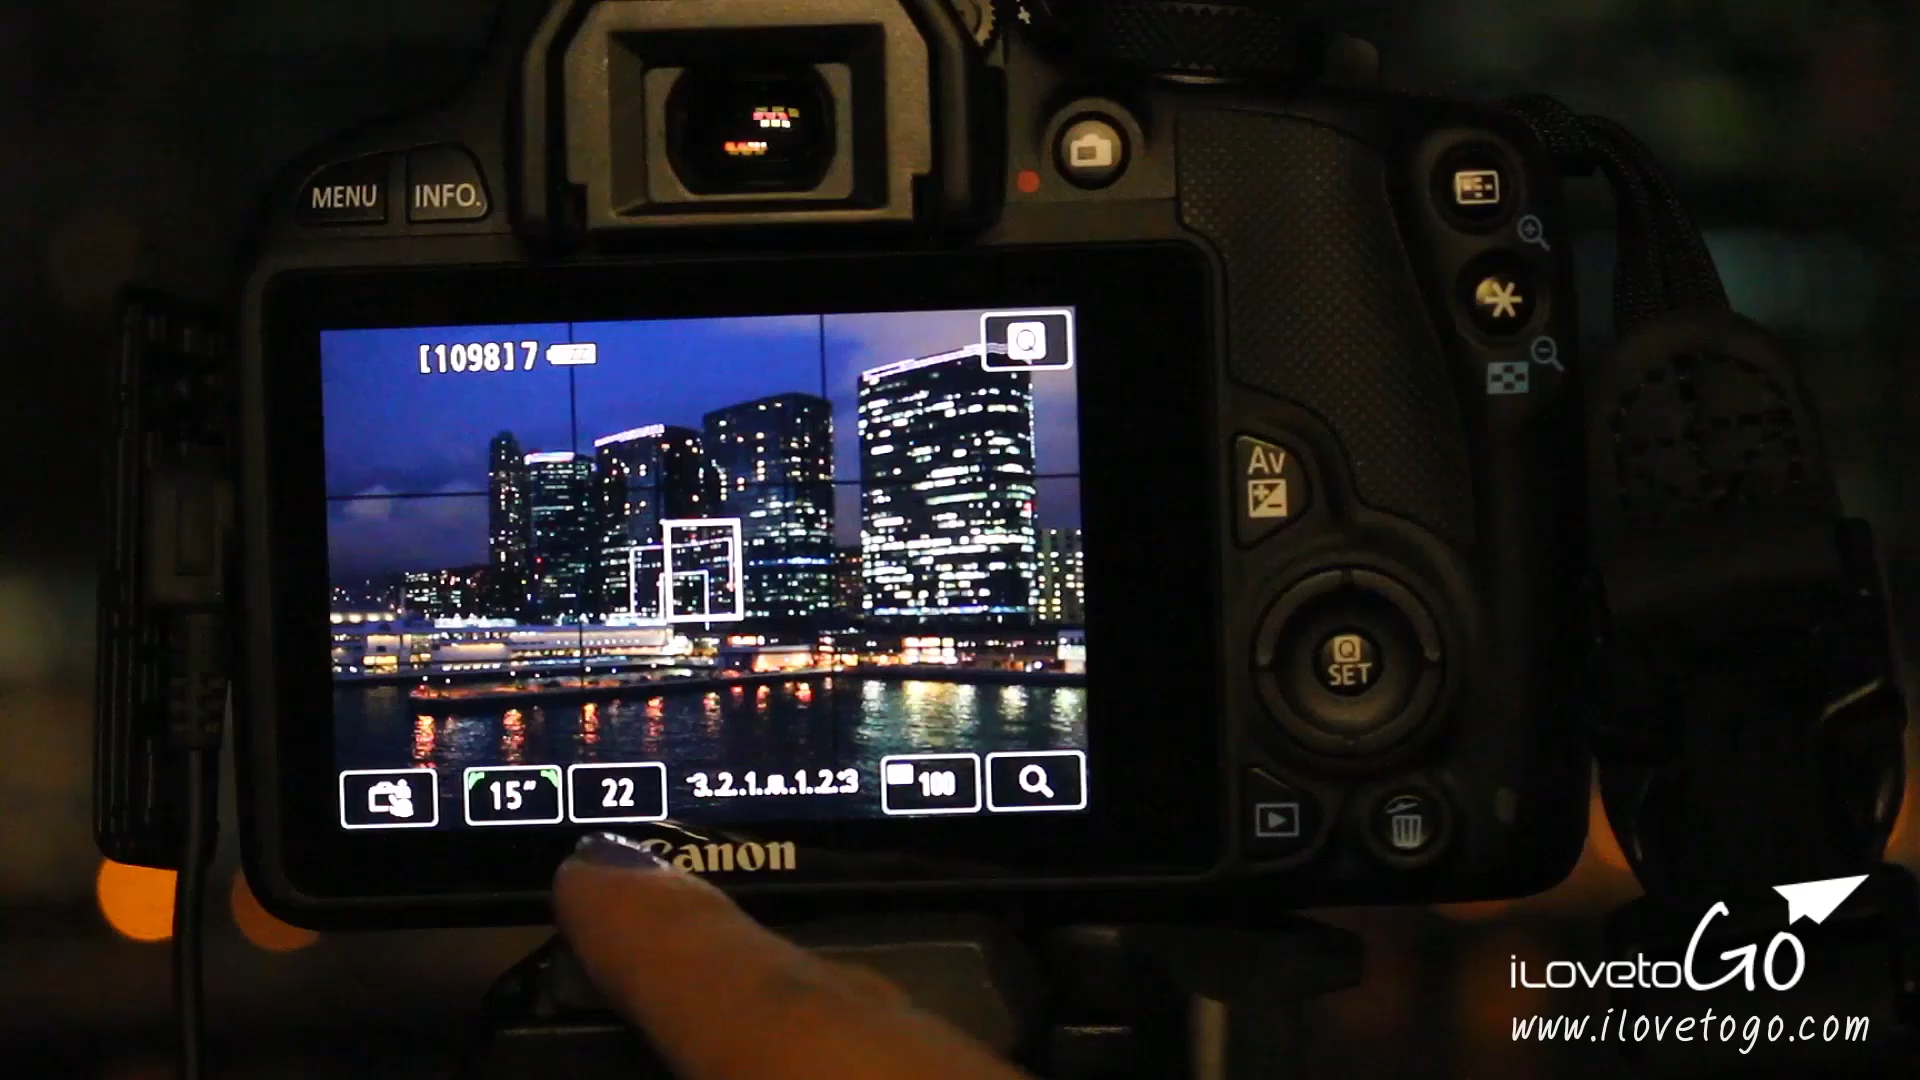 MENU INFO.
[1098] 7
Q
Av
Q
SET
15" 22 -3.2.1.0.1.2.3 100
Canon
iLovetoGo
www.ilovetogo.com